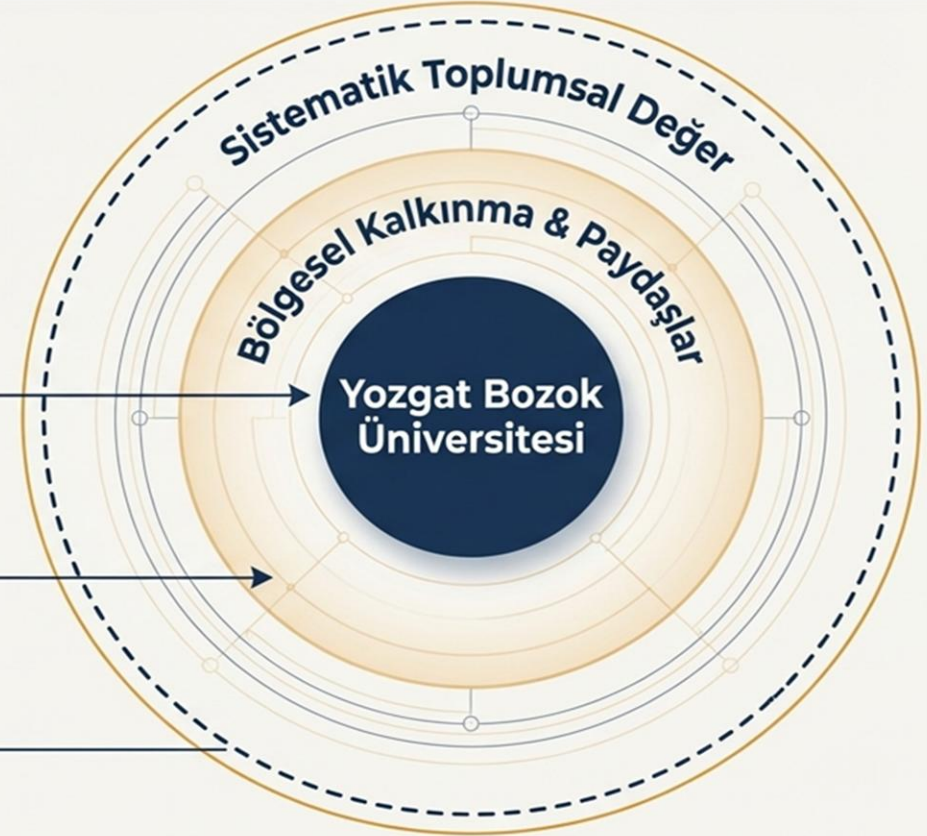 Sistematik Toplumsal Değer
Bölgesel Kalkınma & Paydaşlar
Yozgat Bozok
Üniversitesi